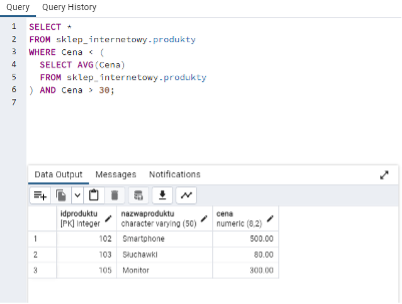 Query Query History
1 SELECT *
2 FROM sklep_internetowy.produkty
3 WHERE Cena < (
4 SELECT AVG(Cena)
5 FROM sklep_internetowy.produkty
6 ) AND Cena > 30;
7
Data Output Messages Notifications
idproduktu nazwaproduktu cena
[PK] integer character varying (50) numeric (8,2)
1 102 Smartphone 500.00
2 103 Słuchawki 80.00
3 105 Monitor 300.00